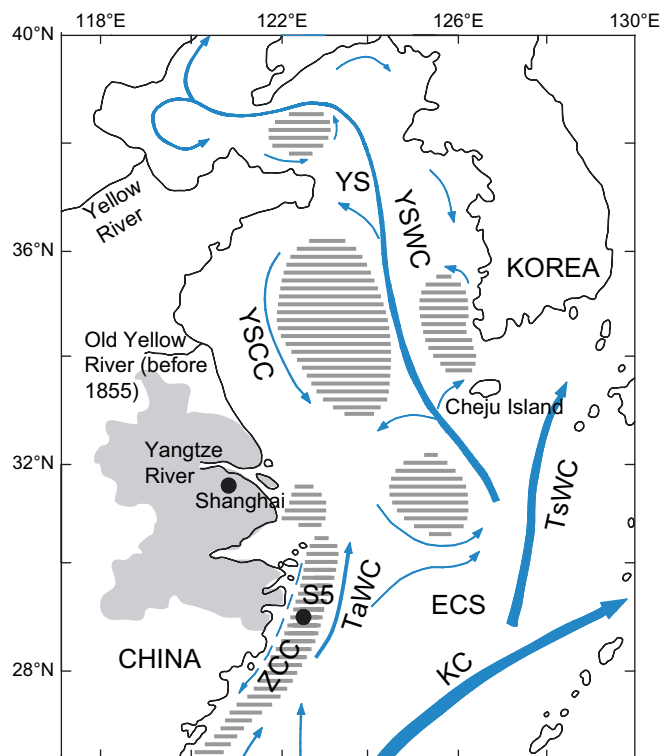 118°E
122°E
126°E
130°E
40°N
YS
YSWC
Yellow
River
36°N
KOREA
YSCC
Old Yellow
River (before
1855)
Cheju Island
Yangtze
River
32°N
Shanghai
TsWC
S5
TaWC
ECS
CHINA
ZCC
KC
28°N